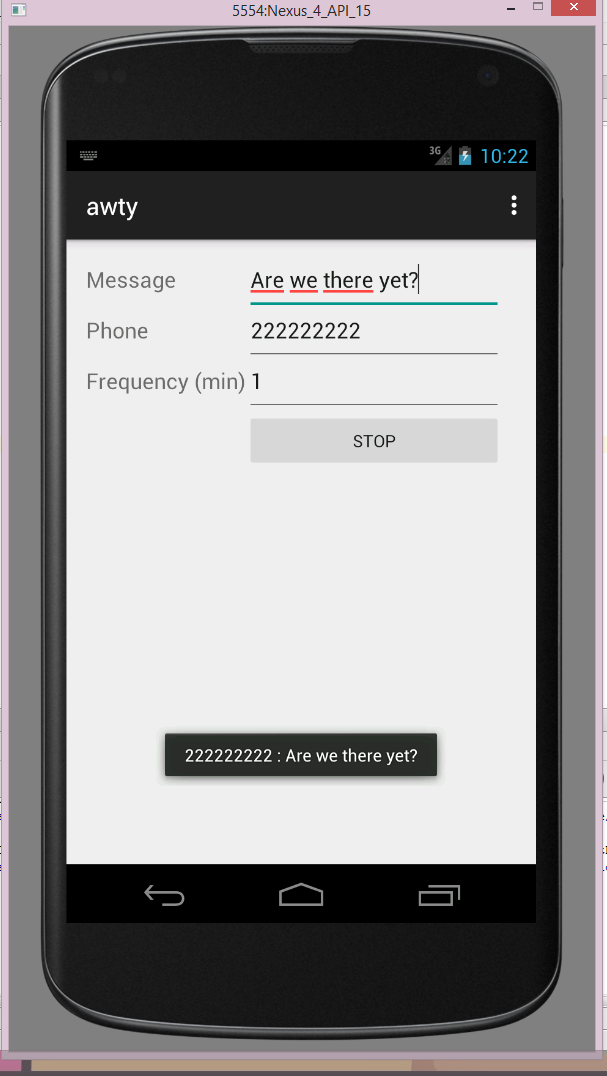 5554:Nexus_4_API_15
3G 10:22
awty
Message Are we there yet?
Phone 222222222
Frequency (min) 1
STOP
222222222 : Are we there yet?